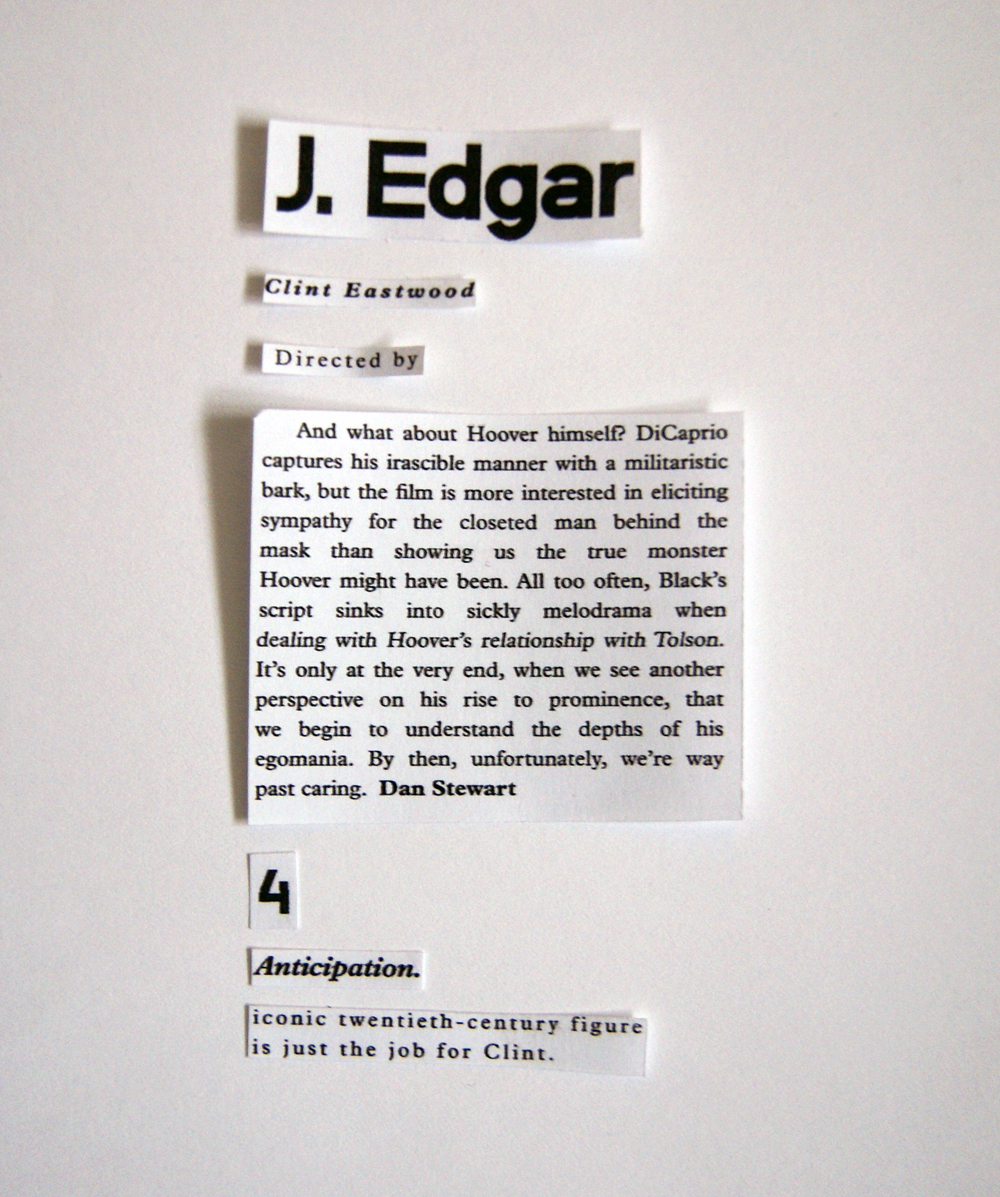 J. Edgar
Clint Eastwood
Directed by
And what about Hoover himself? DiCaprio
captures his irascible manner with a militaristic
bark, but the film is more interested in eliciting
sympathy for the closeted man behind the
mask than showing us the true monster
Hoover might have been. All too often, Black's
script sinks into sickly melodrama when
dealing with Hoover's relationship with Tolson.
It's only at the very end, when we see another
perspective on his rise to prominence, that
we begin to understand the depths of his
egomania. By then, unfortunately, we're way
past caring. Dan Stewart
4
Anticipation.
iconic twentieth-century figure
is just the job for Clint.